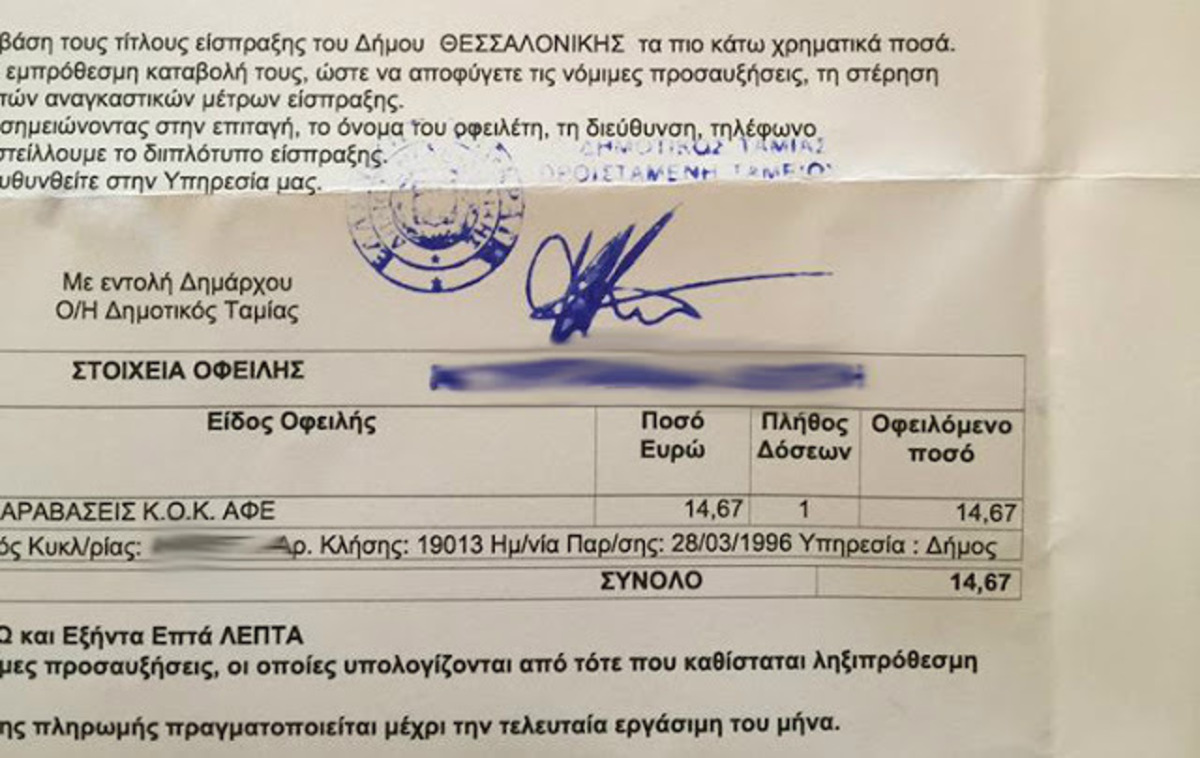 βάση τους τίτλους είσπραξης του Δήμου ΘΕΣΣΑΛΟΝΙΚΗΣ τα πιο κάτω χρηματικά ποσά.
εμπρόθεσμη καταβολή τους, ώστε να αποφύγετε τις νόμιμες προσαυξήσεις, τη στέρηση
τών αναγκαστικών μέτρων είσπραξης.
σημειώνοντας στην επιταγή, το όνομα του οφειλέτη, τη διεύθυνση, τηλέφωνο
στείλλουμε το διιπλότυπο είσπραξης.
ΔΗΜΟΤΙΚΟΣ ΤΑΜΙΑΣ
ΠΡΟΪΣΤΑΜΕΝΗ ΤΑΜΕΙΟΥ
υθυνθείτε στην Υπηρεσία μας.
Με εντολή Δημάρχου
Ο/Η Δημοτικός Ταμίας
ΣΤΟΙΧΕΙΑ ΟΦΕΙΛΗΣ
Είδος Οφειλής Ποσό Ευρώ Πλήθος Δόσεων Οφειλόμενο ποσό
ΑΡΑΒΑΣΕΙΣ Κ.Ο.Κ. ΑΦΕ 14,67 1 14,67
ός Κυκλ/ρίας: Αρ. Κλήσης: 19013 Ημ/νία Παρ/σης: 28/03/1996 Υπηρεσία : Δήμος
ΣΥΝΟΛΟ 14,67
Ω και Εξήντα Επτά ΛΕΠΤΑ
μες προσαυξήσεις, οι οποίες υπολογίζονται από τότε που καθίσταται ληξιπρόθεσμη
ης πληρωμής πραγματοποιείται μέχρι την τελευταία εργάσιμη του μήνα.